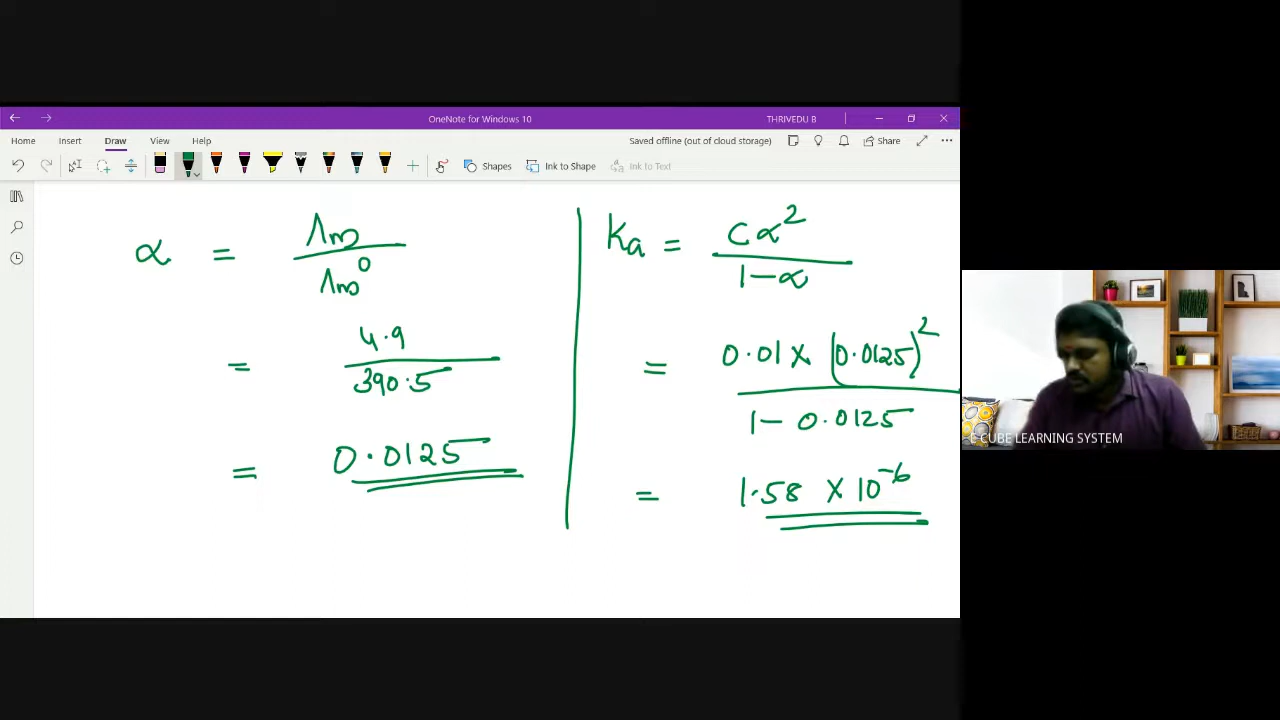 OneNote for Windows 10
THRIVEDU B
Home Insert Draw View Help
Saved offline (out of cloud storage)
Share
Shapes
Ink to Shape
Ink to Text
α = Λm / Λm⁰
= 4.9 / 390.5
= 0.0125
Ka = Cα² / 1-α
= 0.01 × (0.0125)² / 1 - 0.0125
= 1.58 × 10⁻⁶
C CUBE LEARNING SYSTEM